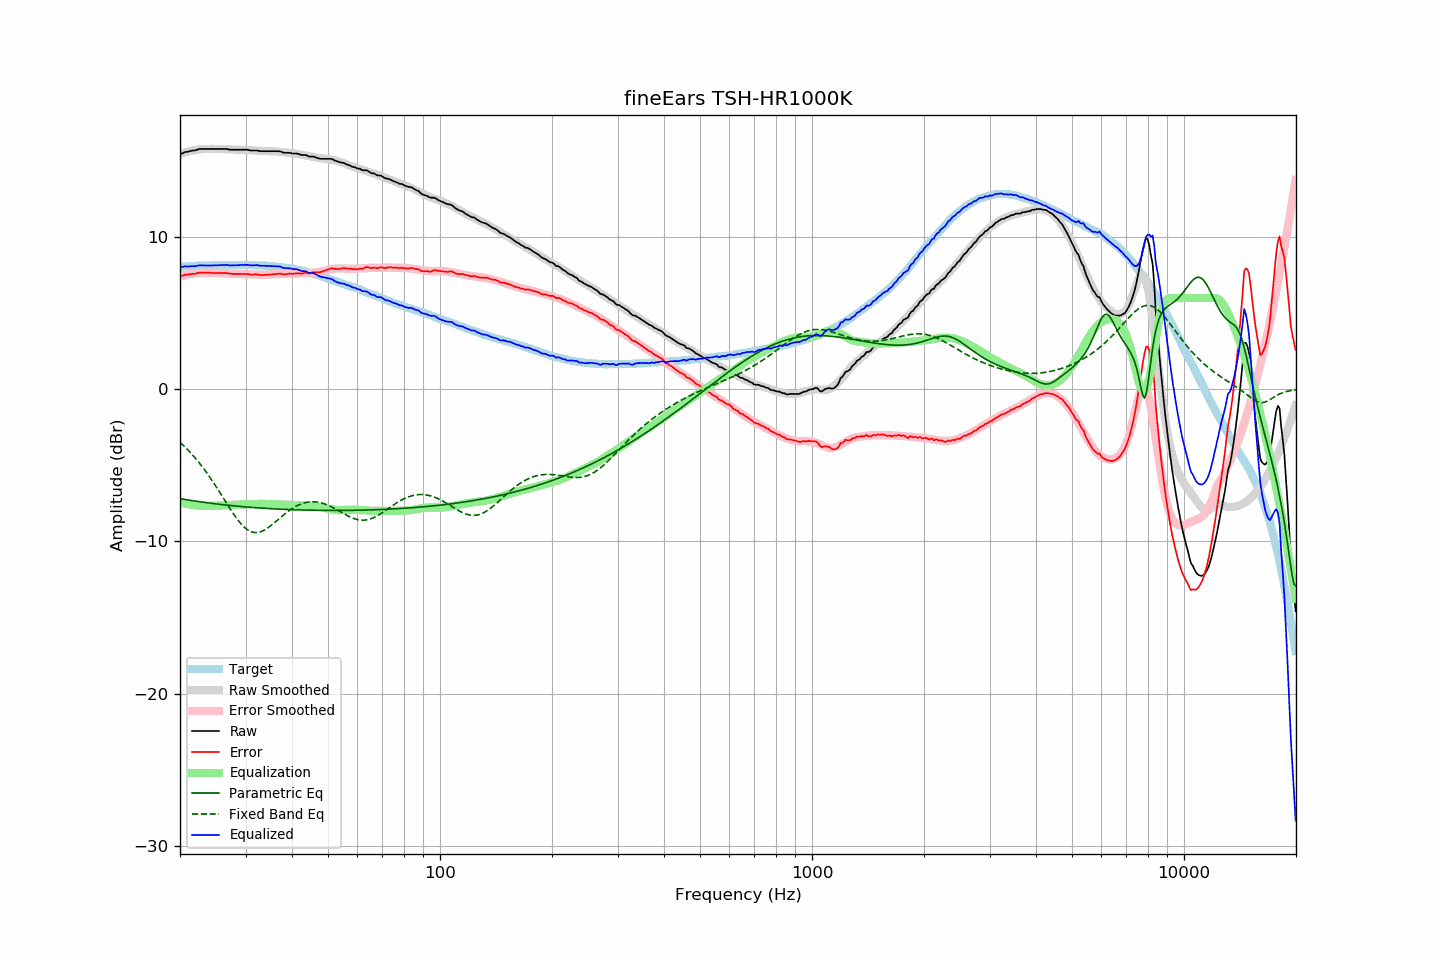 fineEars TSH-HR1000K
Amplitude (dBr)
10
0
−10
−20
−30
Target
Raw Smoothed
Error Smoothed
Raw
Error
Equalization
Parametric Eq
Fixed Band Eq
Equalized
100
1000
10000
Frequency (Hz)